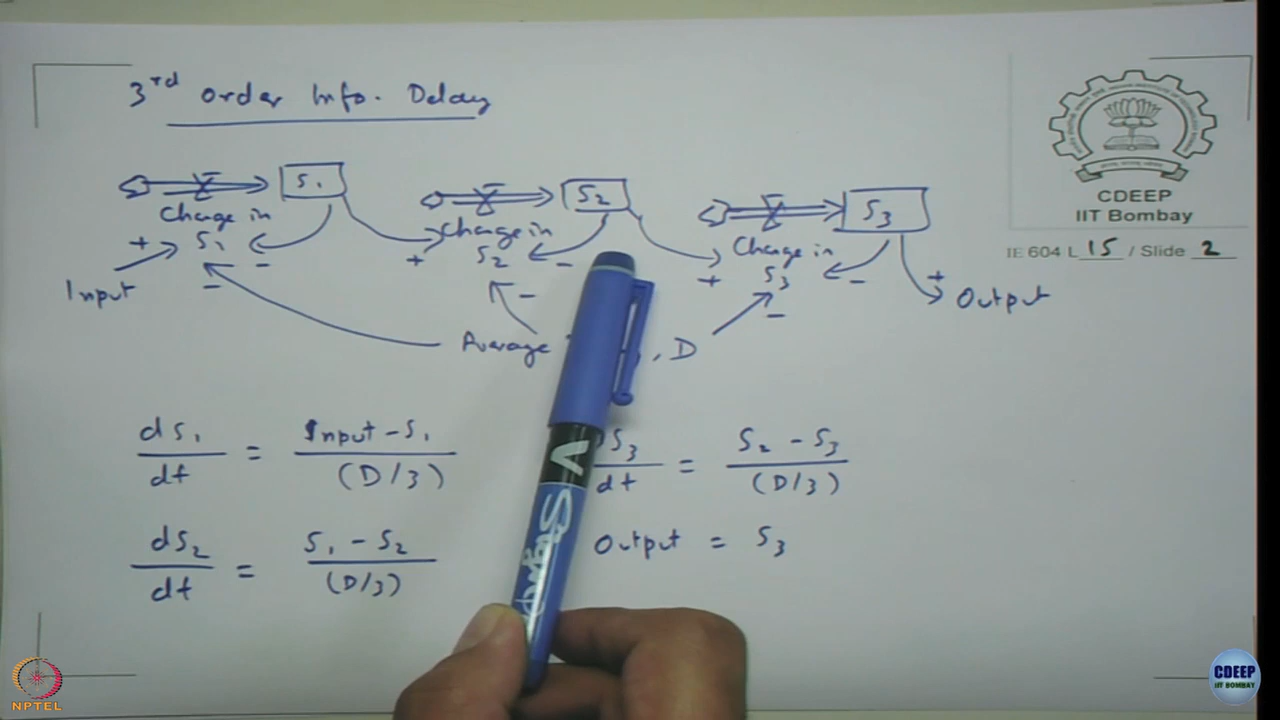 3rd Order Info. Delay
S1 S2 S3
Change in S1
Change in S2
Change in S3
+ - -
+ - -
+ - -
+
Input
Output
Average , D
dS1/dt = Input - S1 / (D/3)
S3/dt = S2 - S3 / (D/3)
dS2/dt = S1 - S2 / (D/3)
Output = S3
CDEEP
IIT Bombay
IE 604 L 15 / Slide 2
V
NPTEL
CDEEP
IIT BOMBAY